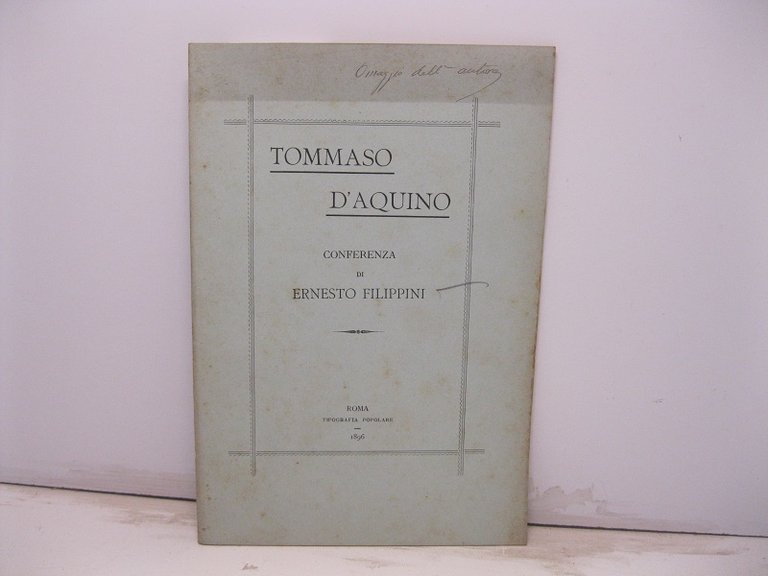 Omaggio dell' autore
TOMMASO
D'AQUINO
CONFERENZA
DI
ERNESTO FILIPPINI
ROMA
TIPOGRAFIA POPOLARE
1896